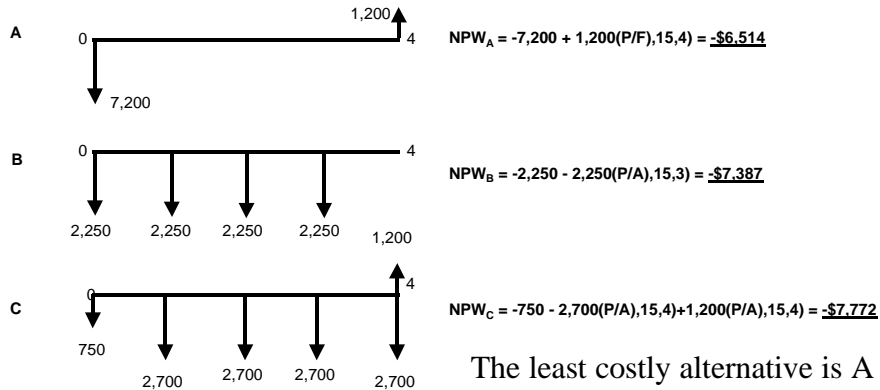 1,200
A
0
4
NPWA = -7,200 + 1,200(P/F),15,4) = -$6,514
7,200
B
0
4
NPWB = -2,250 - 2,250(P/A),15,3) = -$7,387
2,250 2,250 2,250 2,250
1,200
C
0
4
NPWC = -750 - 2,700(P/A),15,4)+1,200(P/A),15,4) = -$7,772
750
2,700 2,700 2,700 2,700
The least costly alternative is A